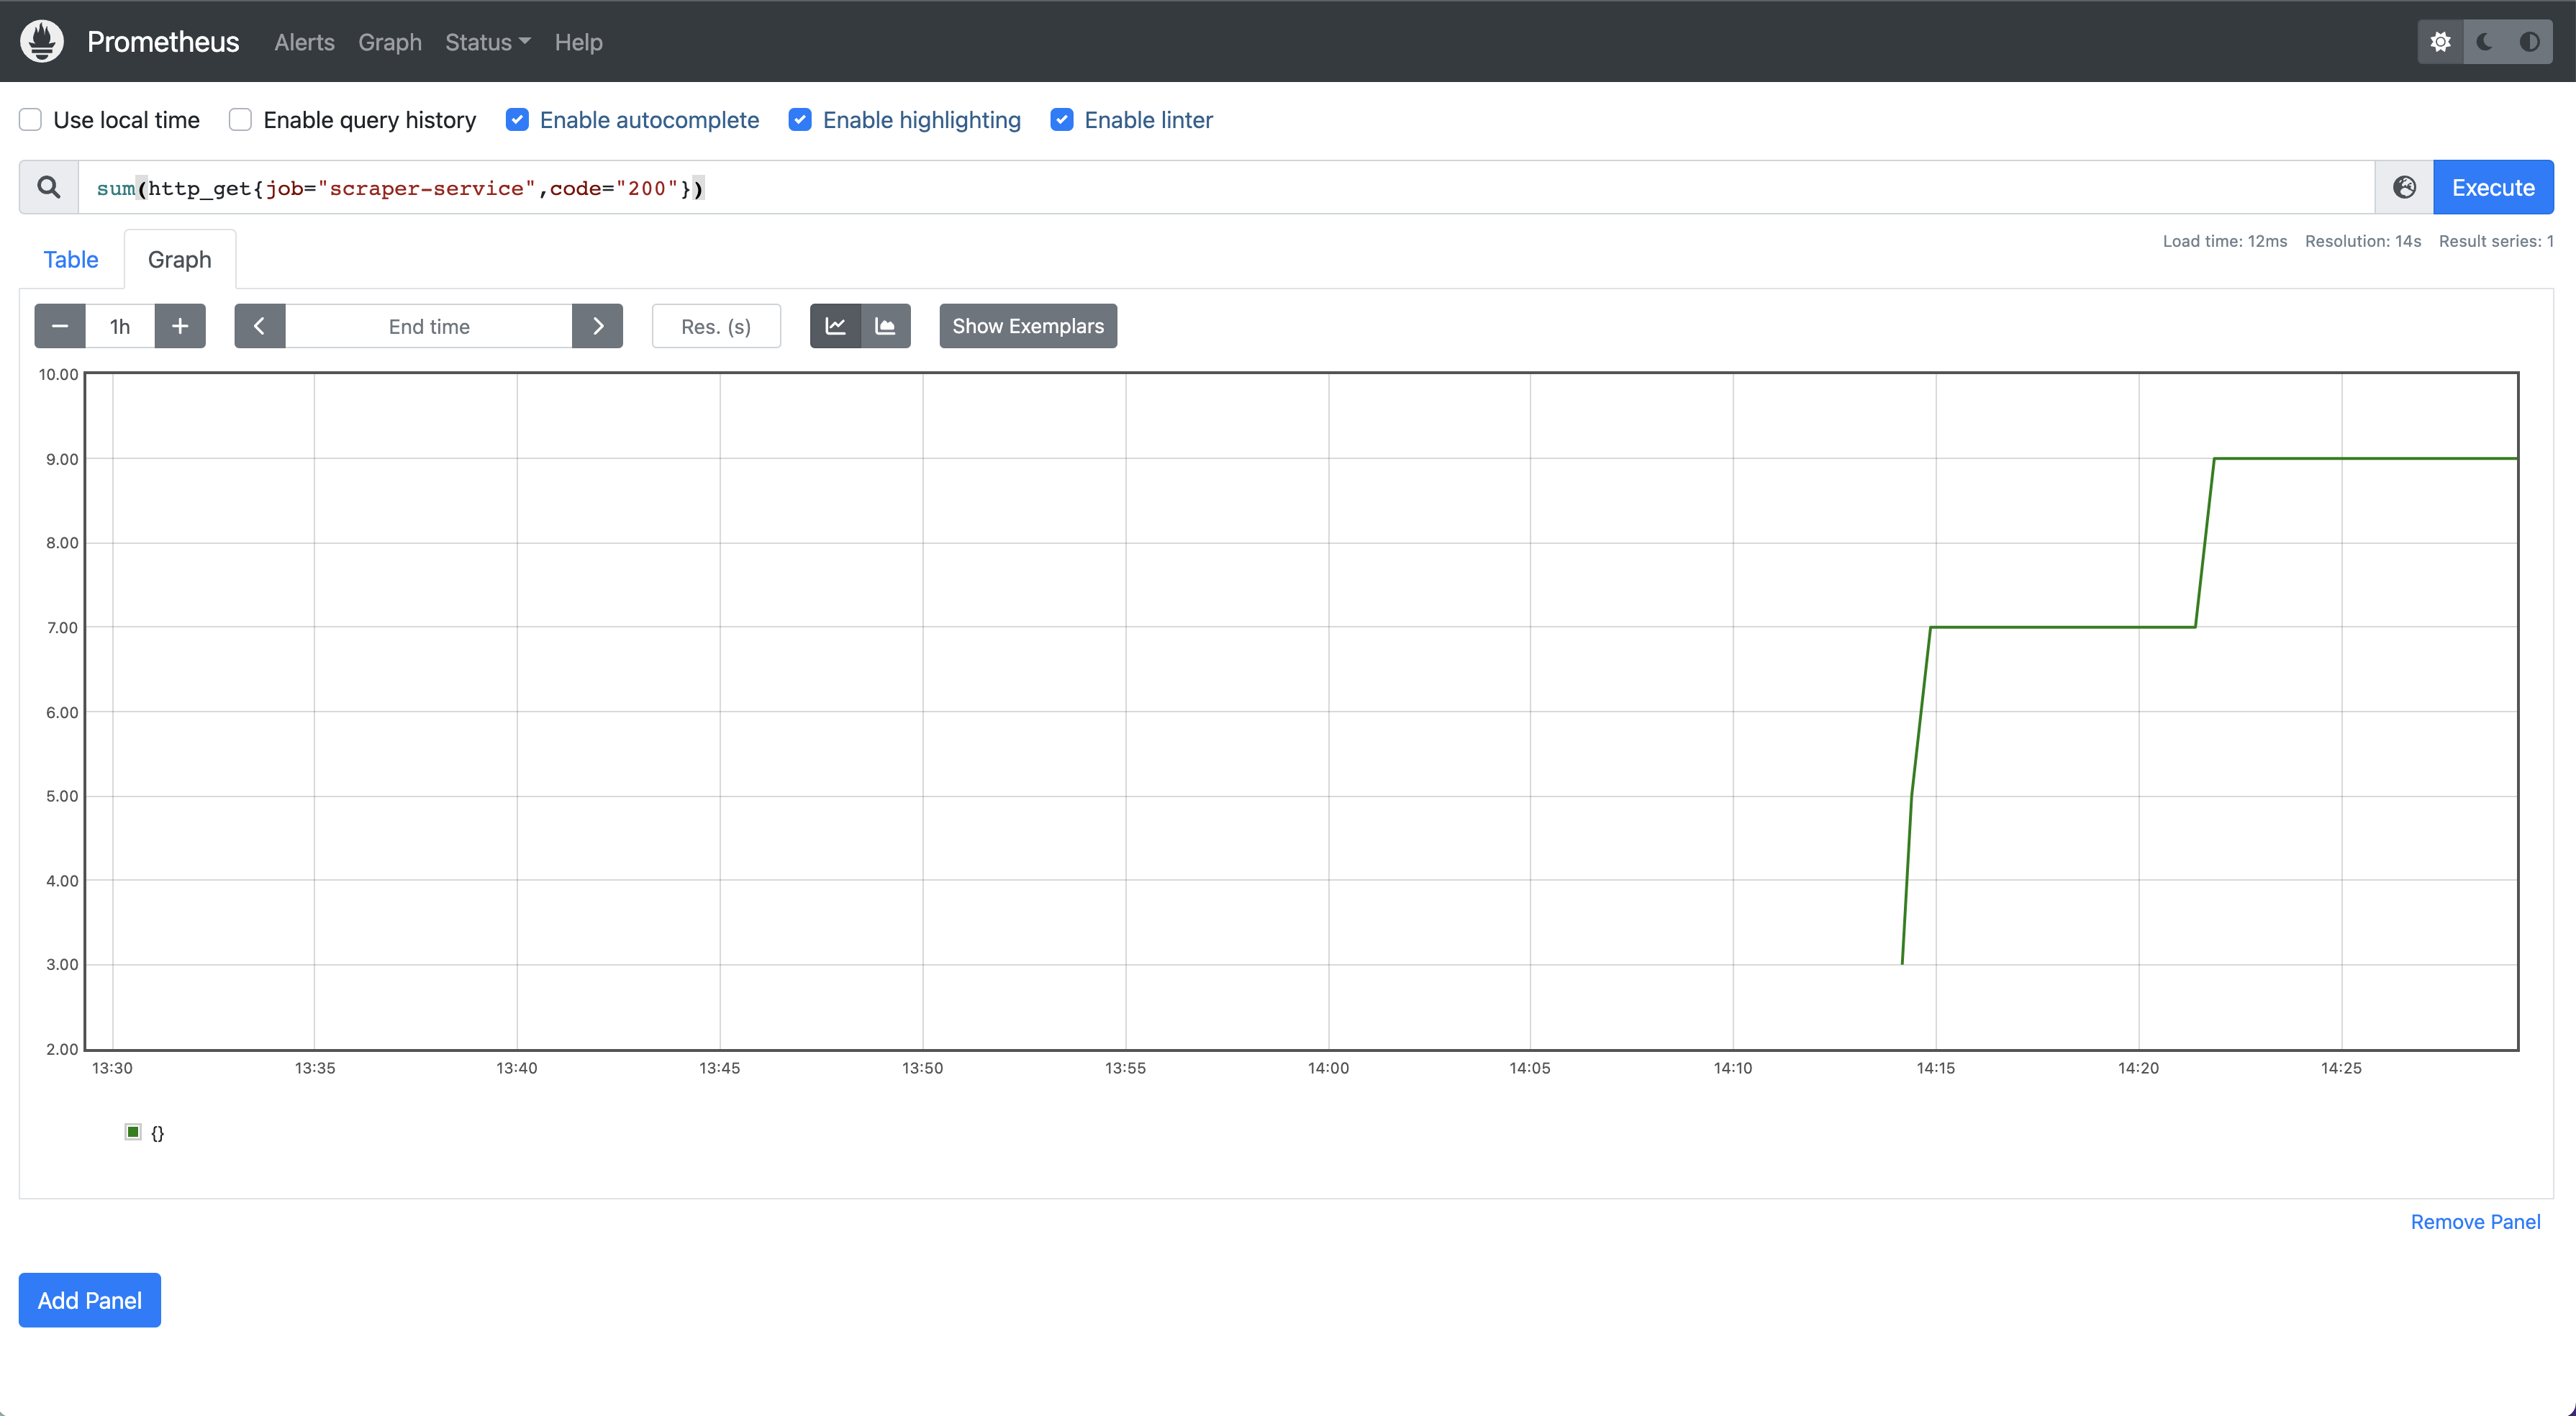 Prometheus Alerts Graph Status Help
Use local time Enable query history Enable autocomplete Enable highlighting Enable linter
sum(http_get{job="scraper-service",code="200"}) Execute
Load time: 12ms Resolution: 14s Result series: 1
Table Graph
1h End time Res. (s) Show Exemplars
10.00
9.00
8.00
7.00
6.00
5.00
4.00
3.00
2.00
13:30 13:35 13:40 13:45 13:50 13:55 14:00 14:05 14:10 14:15 14:20 14:25
{}
Remove Panel
Add Panel